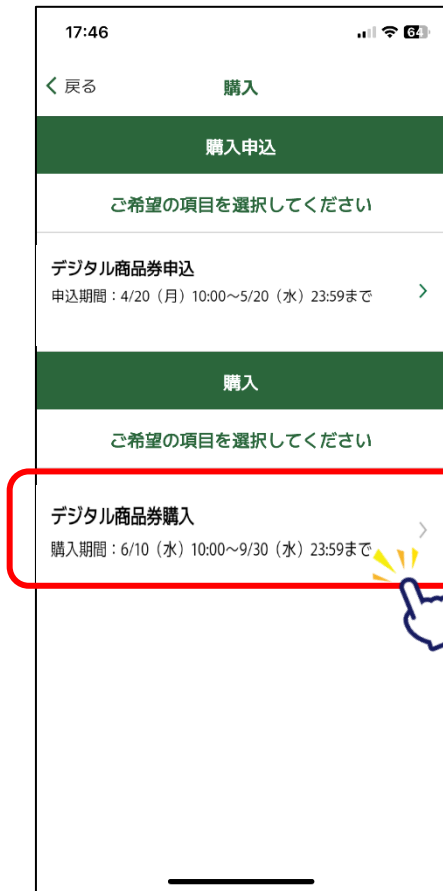 17:46
64
戻る
購入
購入申込
ご希望の項目を選択してください
デジタル商品券申込
申込期間：4/20（月）10:00～5/20（水）23:59まで
購入
ご希望の項目を選択してください
デジタル商品券購入
購入期間：6/10（水）10:00～9/30（水）23:59まで